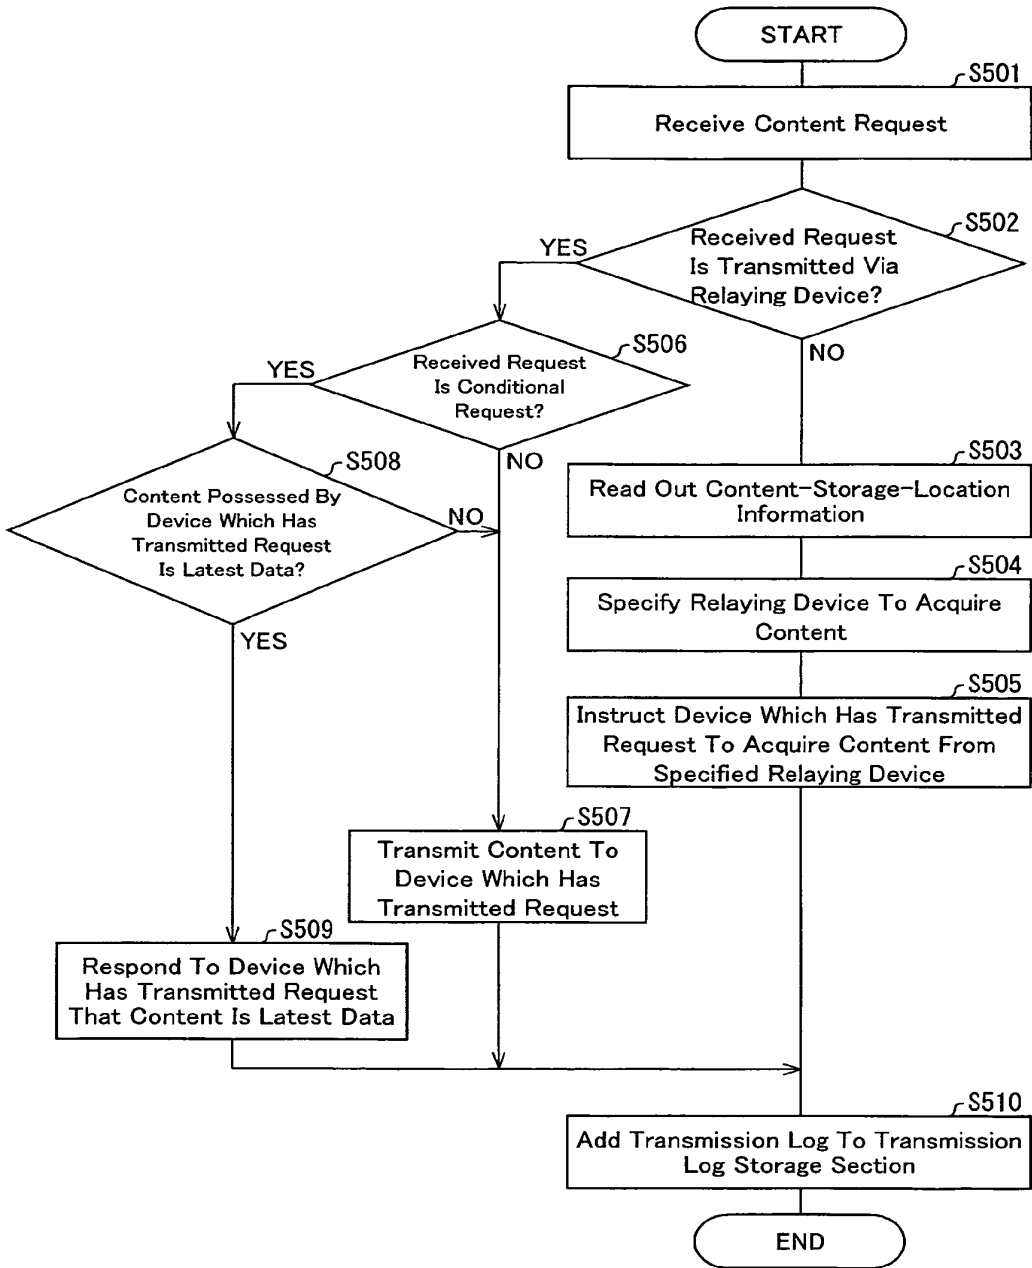 START
S501
Receive Content Request
S502
Received Request
Is Transmitted Via
Relaying Device?
YES
NO
S506
Received Request
Is Conditional
Request?
YES
NO
S508
Content Possessed By
Device Which Has
Transmitted Request
Is Latest Data?
NO
YES
S503
Read Out Content-Storage-Location
Information
S504
Specify Relaying Device To Acquire
Content
S505
Instruct Device Which Has Transmitted
Request To Acquire Content From
Specified Relaying Device
S507
Transmit Content To
Device Which Has
Transmitted Request
S509
Respond To Device Which
Has Transmitted Request
That Content Is Latest Data
S510
Add Transmission Log To Transmission
Log Storage Section
END